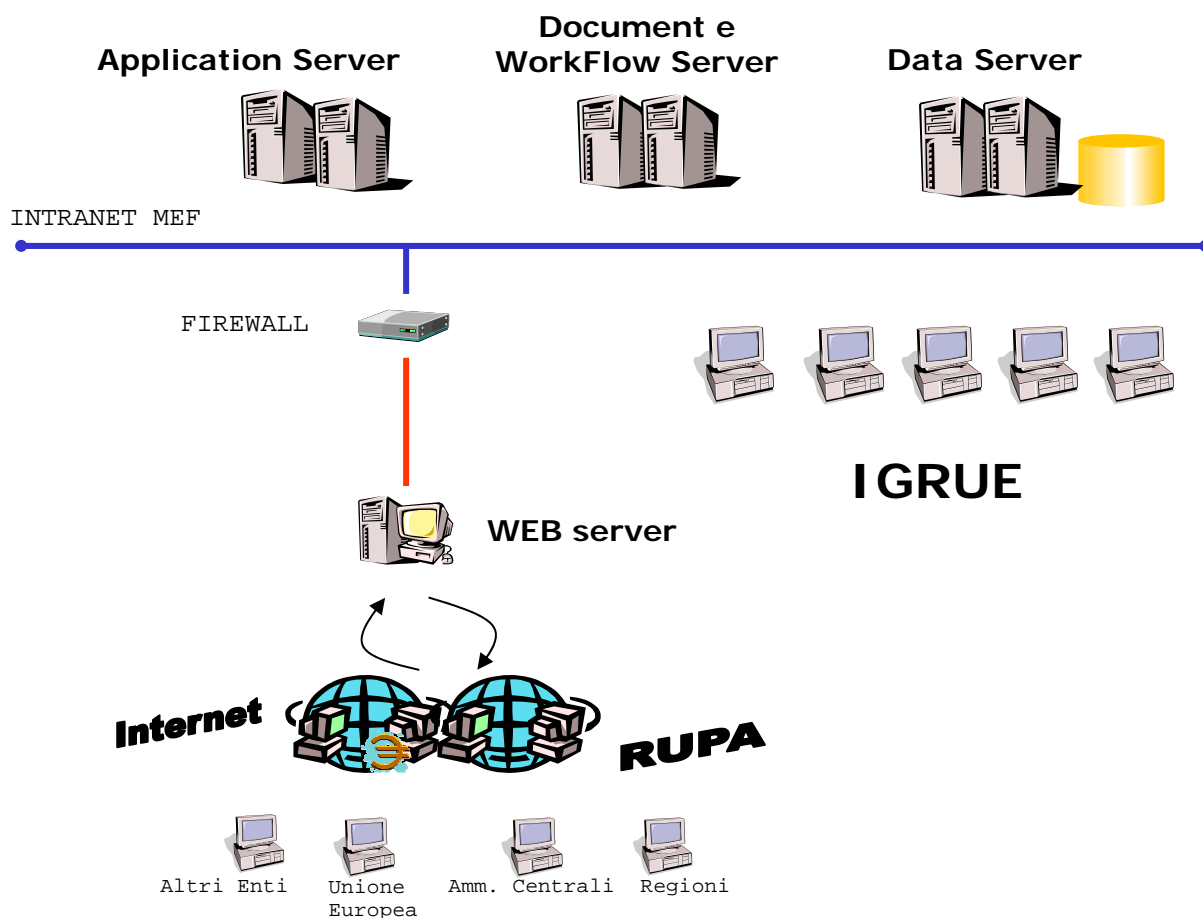 Application Server
Document e
WorkFlow Server
Data Server
INTRANET MEF
FIREWALL
IGRUE
WEB server
Internet
RUPA
Altri Enti
Unione
Europea
Amm. Centrali
Regioni